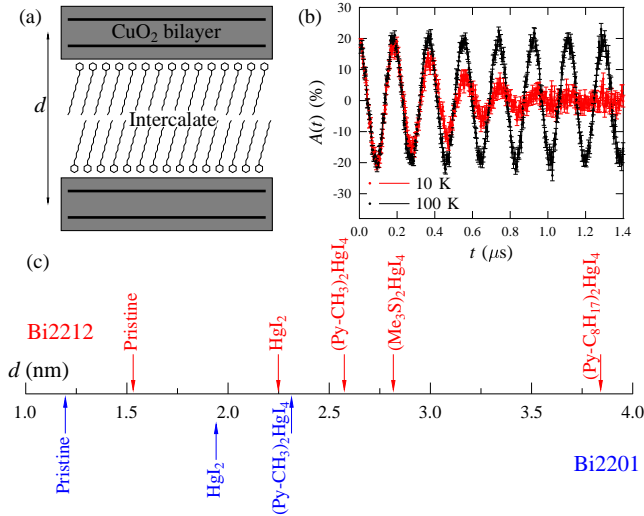 (a)
CuO₂ bilayer
d
Intercalate
(b)
A(t) (%)
30
20
10
0
-10
-20
-30
10 K
100 K
0.0 0.2 0.4 0.6 0.8 1.0 1.2 1.4
t (μs)
(c)
Bi2212
Pristine
HgI₂
(Py-CH₃)₂HgI₄
(Me₃S)₂HgI₄
(Py-C₈H₁₇)₂HgI₄
d (nm)
1.0 1.5 2.0 2.5 3.0 3.5 4.0
Pristine
HgI₂
(Py-CH₃)₂HgI₄
Bi2201